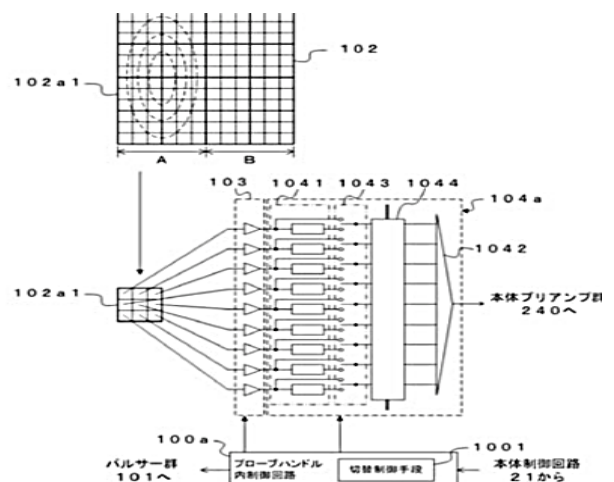 102
102a1
A
B
103
1041
1043
1044
104a
1042
102a1
本体プリアンプ群
240へ
100a
1001
パルサー群
101へ
プローブハンドル
内制御回路
切替制御手段
本体制御回路
21から